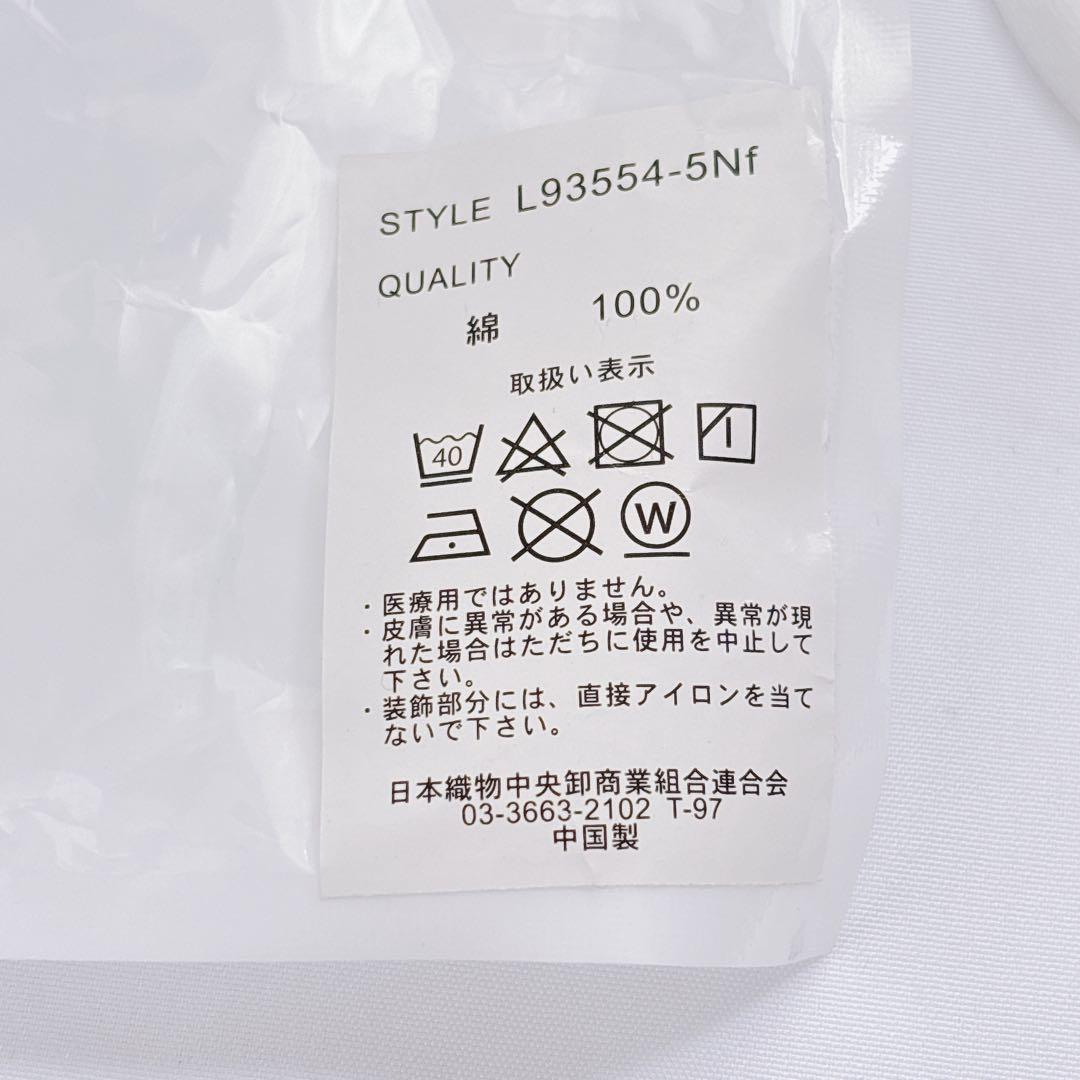 STYLE L93554-5Nf
QUALITY
綿 100%
取扱い表示
40
W
・医療用ではありません。
・皮膚に異常がある場合や、異常が現
れた場合はただちに使用を中止して
下さい。
・装飾部分には、直接アイロンを当て
ないで下さい。
日本織物中央卸商業組合連合会
03-3663-2102 T-97
中国製